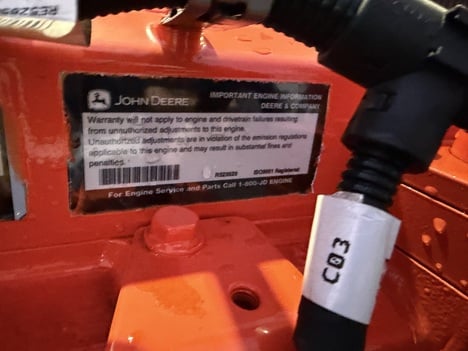 JOHN DEERE
IMPORTANT ENGINE INFORMATION
DEERE & COMPANY
Warranty will not apply to engine and drivetrain failures resulting
from unauthorized adjustments to this engine.
Unauthorized adjustments are in violation of the emission regulations
applicable to this engine and may result in substantial fines and
penalties.
ISO9001 Registered
For Engine Service and Parts Call 1-800-JD ENGINE
C03